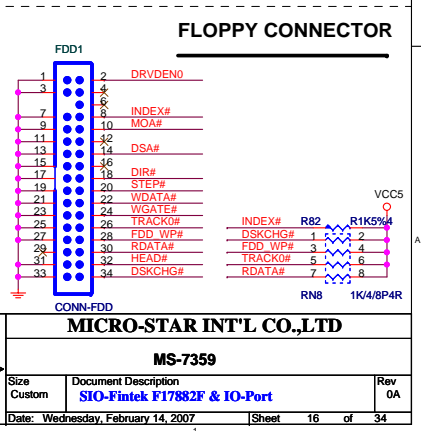 FLOPPY CONNECTOR
FDD1
1 2 DRVDEN0
3 4
6
7 8 INDEX#
9 10 MOA#
11 12
13 14 DSA#
15 16
17 18 DIR#
19 20 STEP#
21 22 WDATA#
23 24 WGATE#
25 26 TRACK0#
27 28 FDD_WP#
29 30 RDATA#
31 32 HEAD#
33 34 DSKCHG#
CONN-FDD
VCC5
INDEX# R82 R1K5%4
DSKCHG# 1 2
FDD_WP# 3 4
TRACK0# 5 6
RDATA# 7 8
RN8 1K/4/8P4R
A
MICRO-STAR INT'L CO.,LTD
MS-7359
Size Document Description Rev
Custom SIO-Fintek F17882F & IO-Port 0A
Date: Wednesday, February 14, 2007 Sheet 16 of 34
1